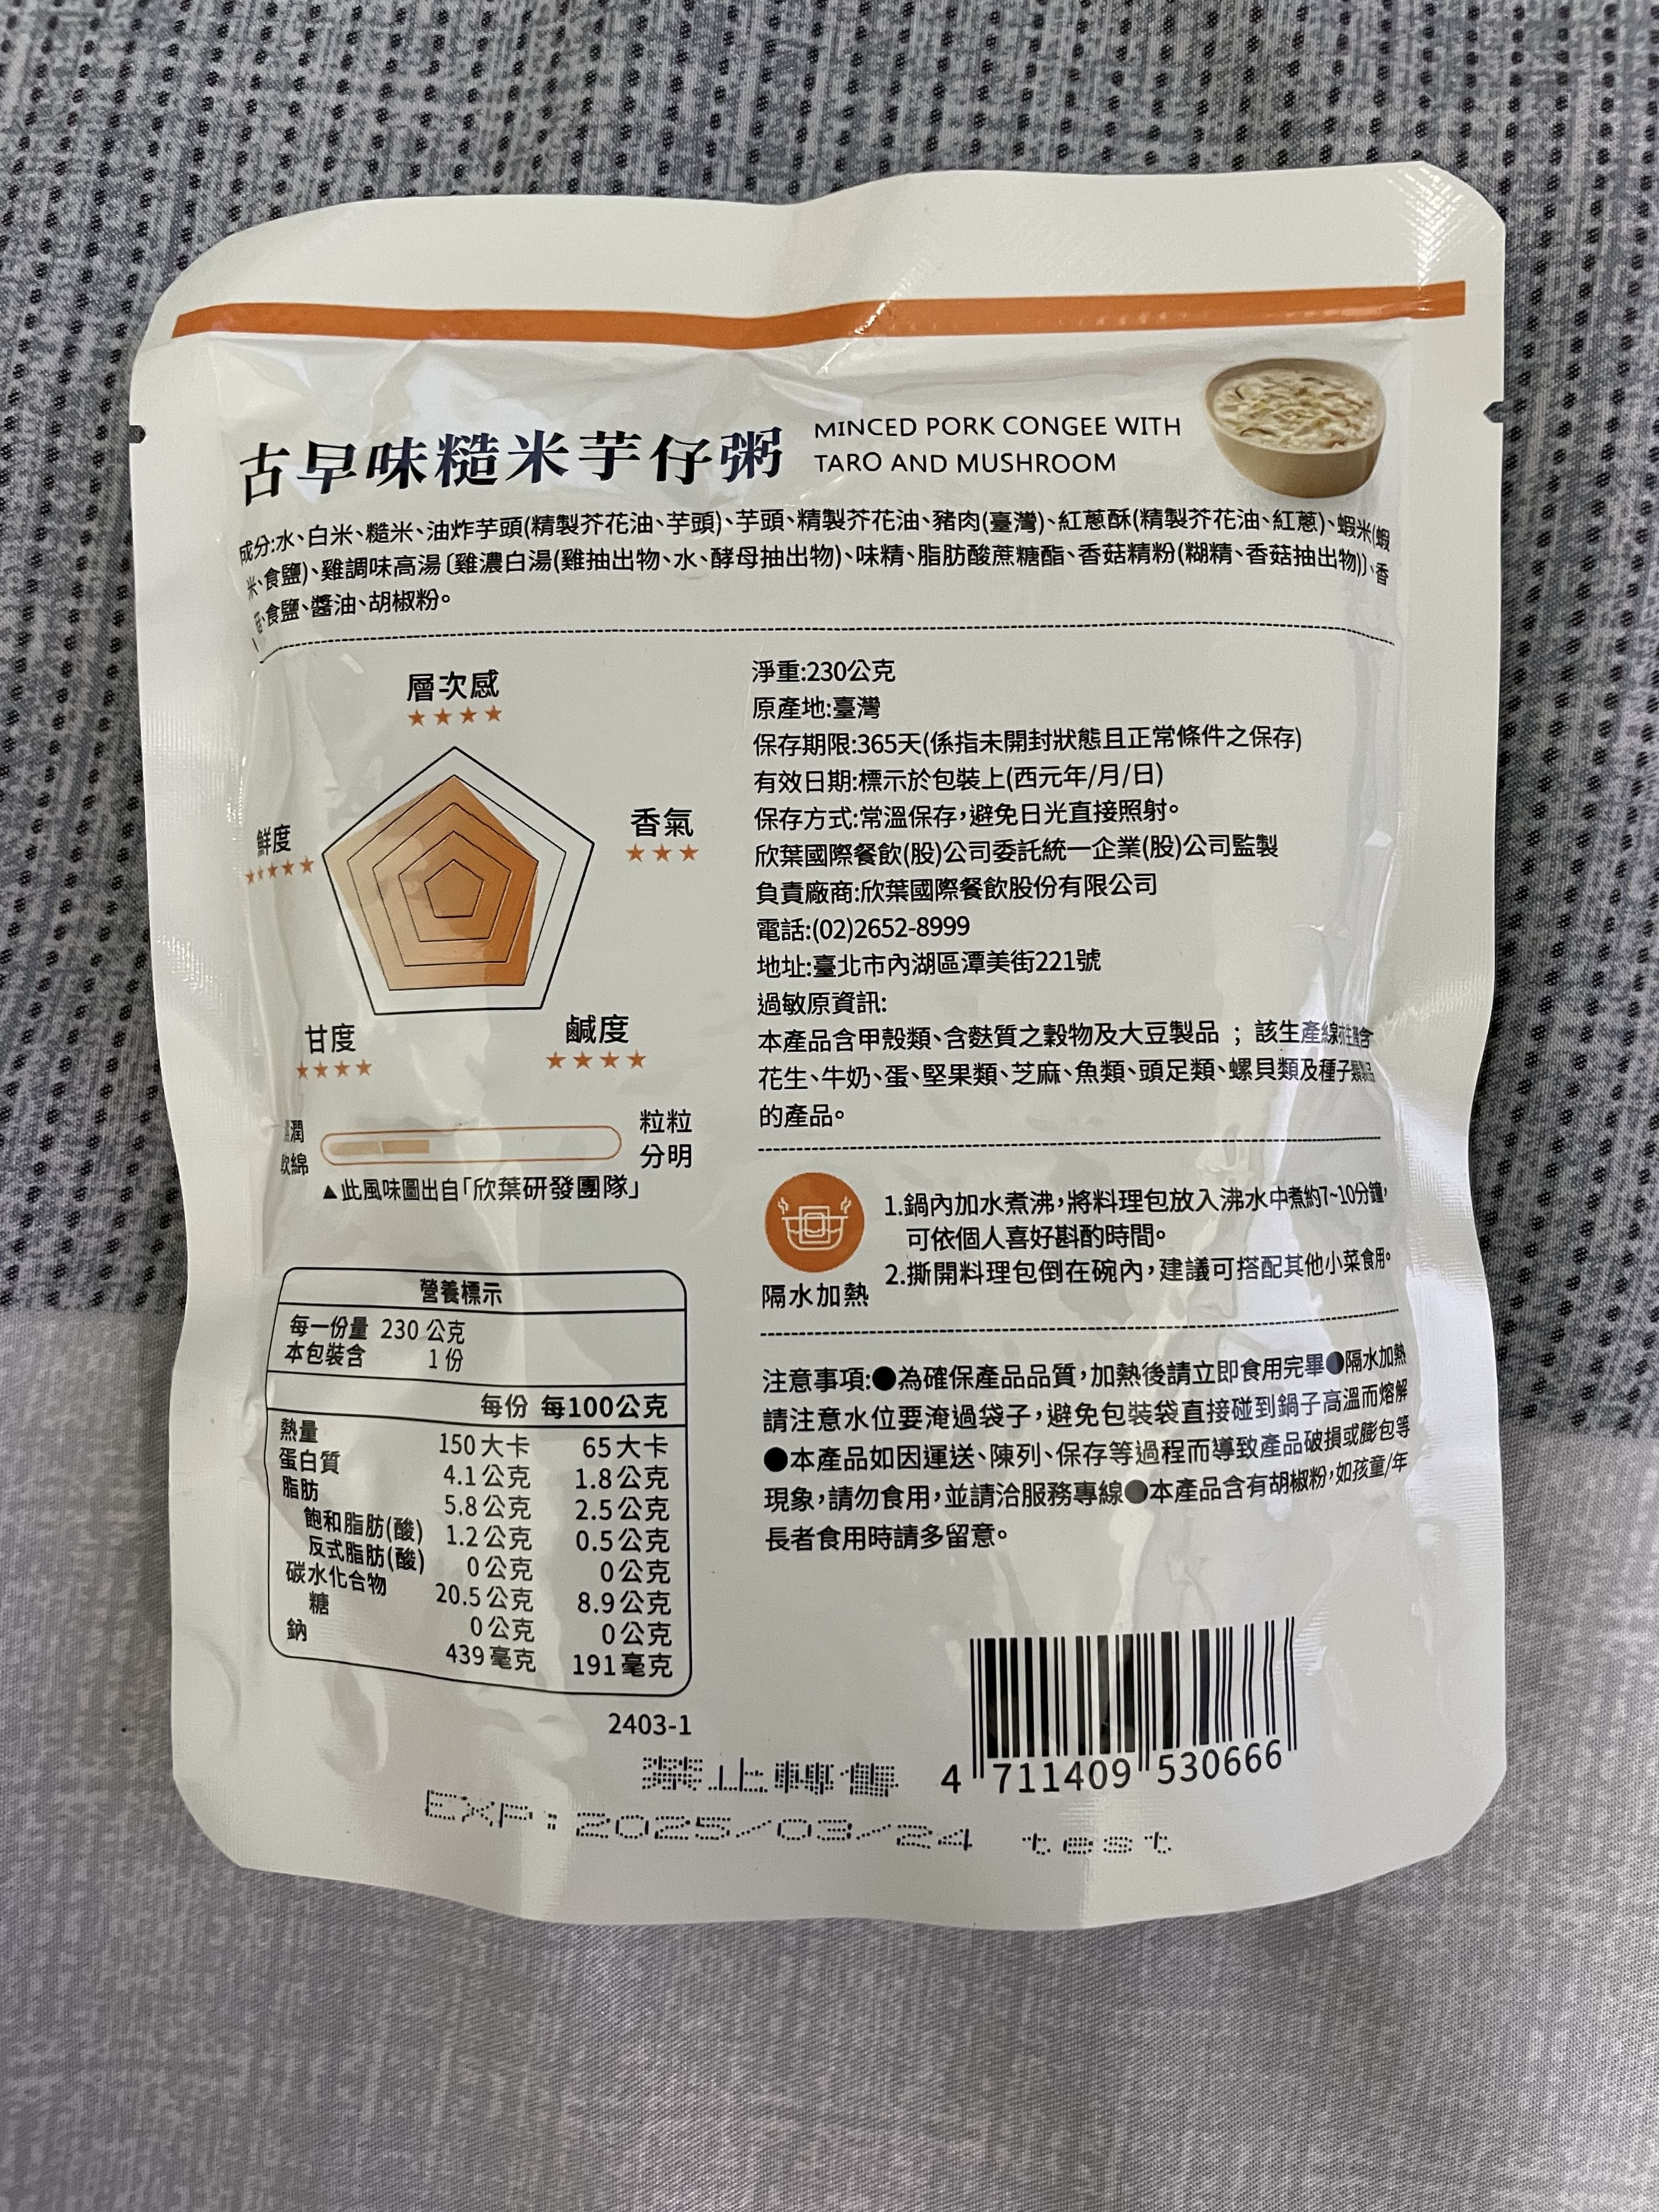 古早味糙米芋仔粥
MINCED PORK CONGEE WITH
TARO AND MUSHROOM
成分:水、白米、糙米、油炸芋頭(精製芥花油、芋頭)、芋頭、精製芥花油、豬肉(臺灣)、紅蔥酥(精製芥花油、紅蔥)、蝦米(蝦
米、食鹽)、雞調味高湯〔雞濃白湯(雞抽出物、水、酵母抽出物)、味精、脂肪酸蔗糖酯、香菇精粉(糊精、香菇抽出物)〕、香
菇、食鹽、醬油、胡椒粉。
層次感
★★★★
香氣
★★★
鮮度
★★★★★
甘度
★★★★
鹹度
★★★★
潤
軟綿
粒粒
分明
▲此風味圖出自「欣葉研發團隊」
淨重:230公克
原產地:臺灣
保存期限:365天(係指未開封狀態且正常條件之保存)
有效日期:標示於包裝上(西元年/月/日)
保存方式:常溫保存,避免日光直接照射。
欣葉國際餐飲(股)公司委託統一企業(股)公司監製
負責廠商:欣葉國際餐飲股份有限公司
電話:(02)2652-8999
地址:臺北市內湖區潭美街221號
過敏原資訊:
本產品含甲殼類、含麩質之穀物及大豆製品 ; 該生產線亦生產含
花生、牛奶、蛋、堅果類、芝麻、魚類、頭足類、螺貝類及種子類製品
的產品。
隔水加熱
1.鍋內加水煮沸,將料理包放入沸水中煮約7~10分鐘,
可依個人喜好斟酌時間。
2.撕開料理包倒在碗內,建議可搭配其他小菜食用。
注意事項:●為確保產品品質,加熱後請立即食用完畢●隔水加熱
請注意水位要淹過袋子,避免包裝袋直接碰到鍋子高溫而熔解
●本產品如因運送、陳列、保存等過程而導致產品破損或膨包等
現象,請勿食用,並請洽服務專線●本產品含有胡椒粉,如孩童/年
長者食用時請多留意。
營養標示
每一份量 230 公克
本包裝含 1 份
每份 每100公克
熱量 150 大卡 65 大卡
蛋白質 4.1 公克 1.8 公克
脂肪 5.8 公克 2.5 公克
飽和脂肪(酸) 1.2 公克 0.5 公克
反式脂肪(酸) 0 公克 0 公克
碳水化合物 20.5 公克 8.9 公克
糖 0 公克 0 公克
鈉 439 毫克 191 毫克
2403-1
禁止轉售
4 711409 530666
EXP:2025/03/24 test